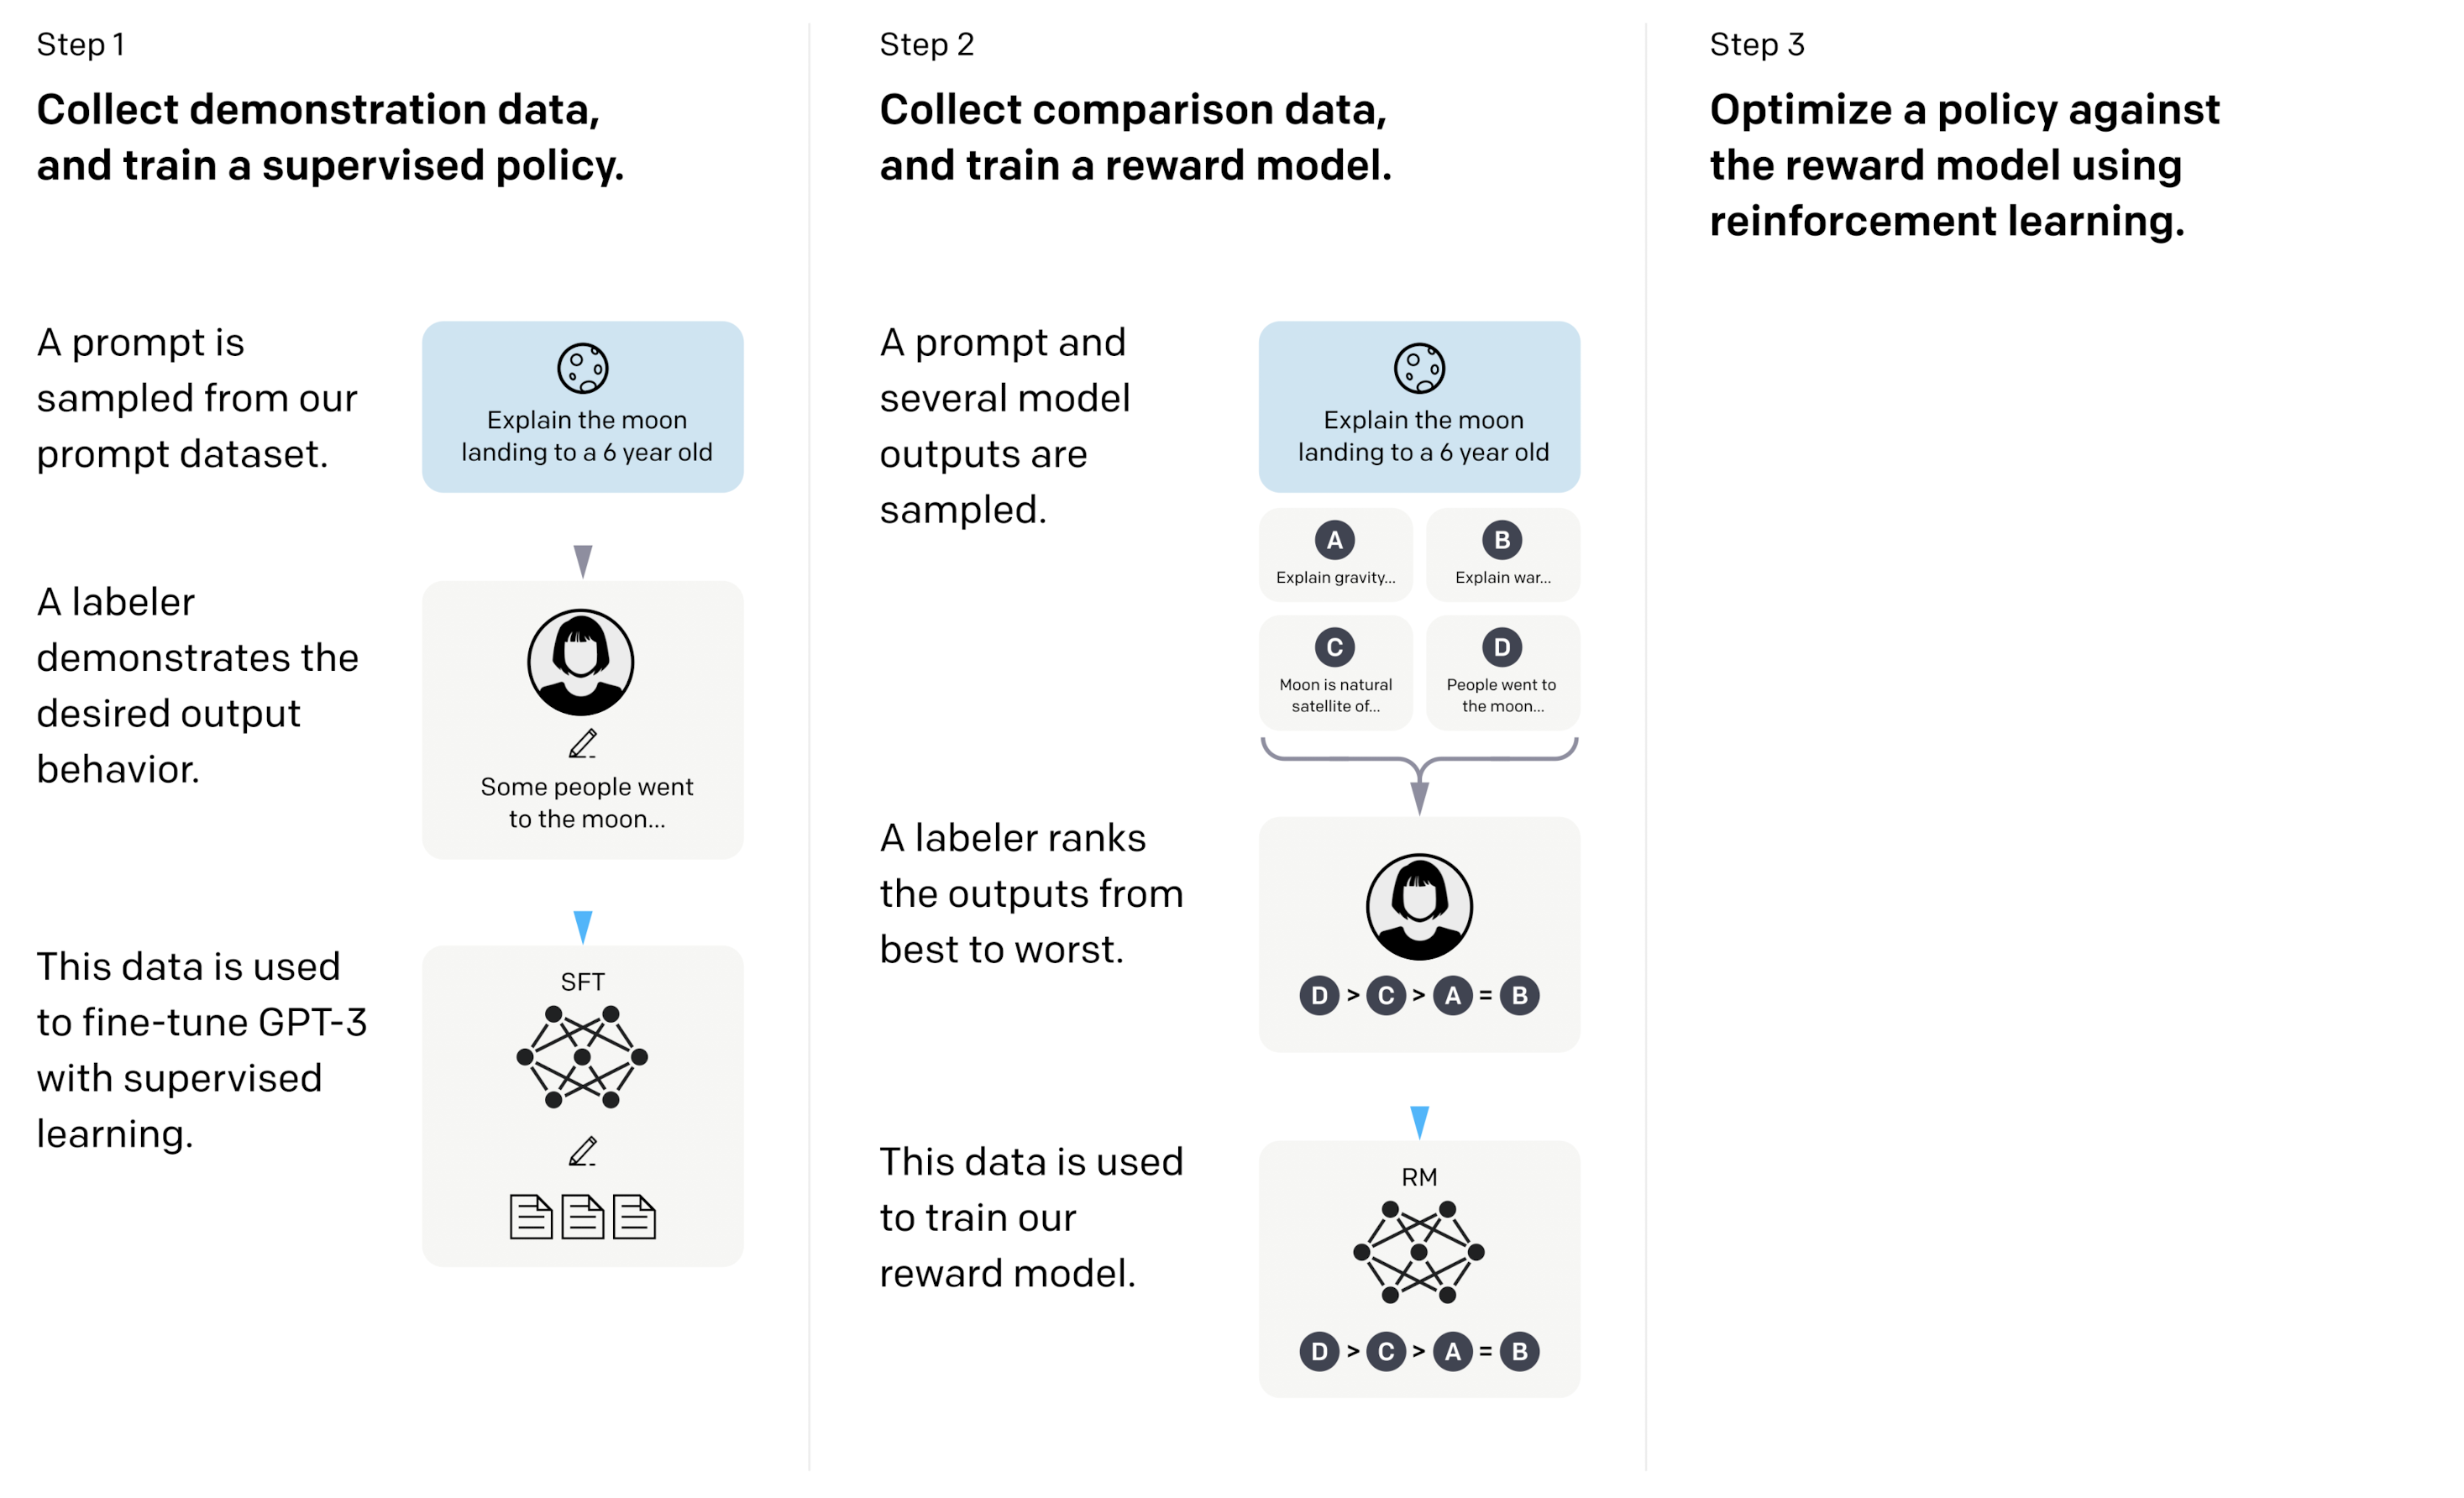 Step 1
Collect demonstration data,
and train a supervised policy.
A prompt is
sampled from our
prompt dataset.
Explain the moon
landing to a 6 year old
A labeler
demonstrates the
desired output
behavior.
Some people went
to the moon...
This data is used
to fine-tune GPT-3
with supervised
learning.
SFT
Step 2
Collect comparison data,
and train a reward model.
A prompt and
several model
outputs are
sampled.
Explain the moon
landing to a 6 year old
A
Explain gravity...
B
Explain war...
C
Moon is natural
satellite of...
D
People went to
the moon...
A labeler ranks
the outputs from
best to worst.
D > C > A = B
This data is used
to train our
reward model.
RM
D > C > A = B
Step 3
Optimize a policy against
the reward model using
reinforcement learning.